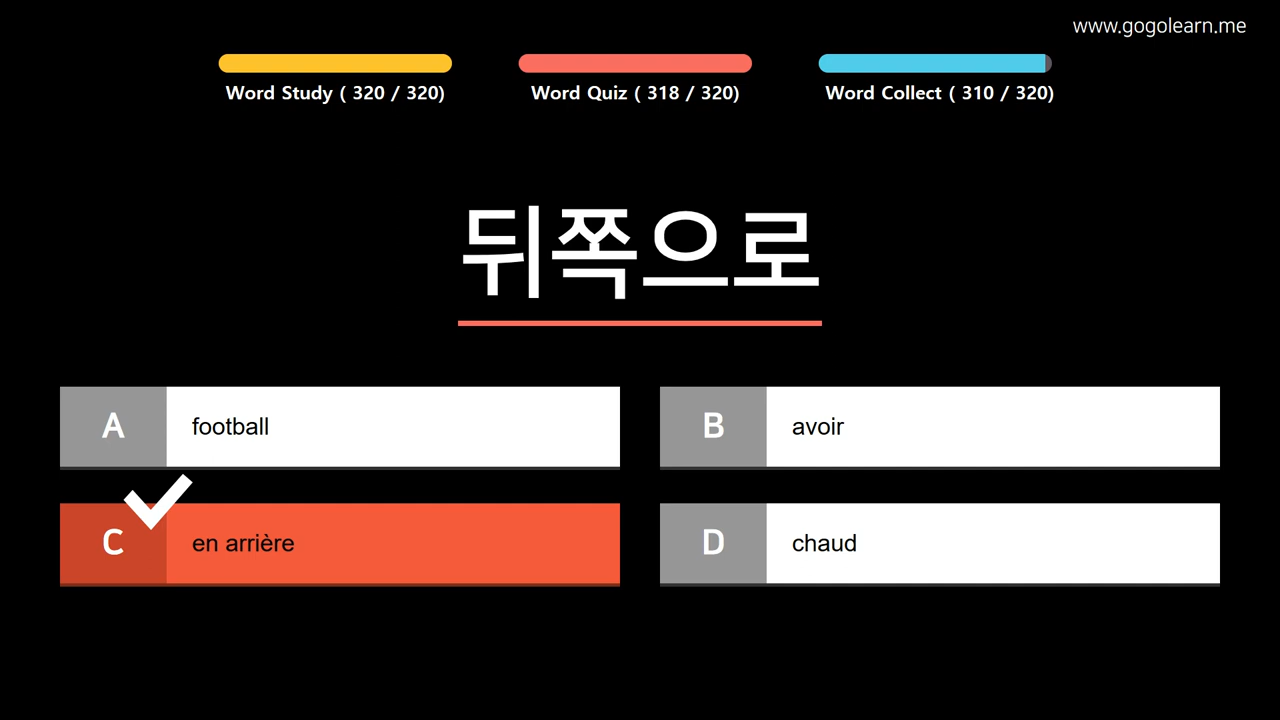 www.gogolearn.me
Word Study ( 320 / 320)
Word Quiz ( 318 / 320)
Word Collect ( 310 / 320)
뒤쪽으로
A football
B avoir
C en arrière
D chaud